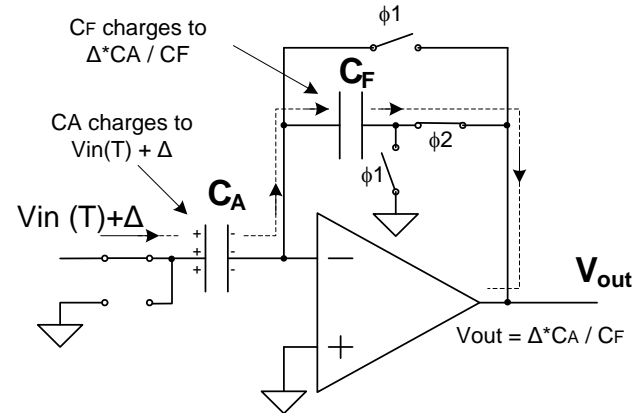 ϕ1
CF charges to
Δ*CA / CF
CF
CA charges to
Vin(T) + Δ
ϕ2
ϕ1
CA
Vin (T)+Δ
+ -
+ -
+ -
−
Vout
+
Vout = Δ*CA / CF